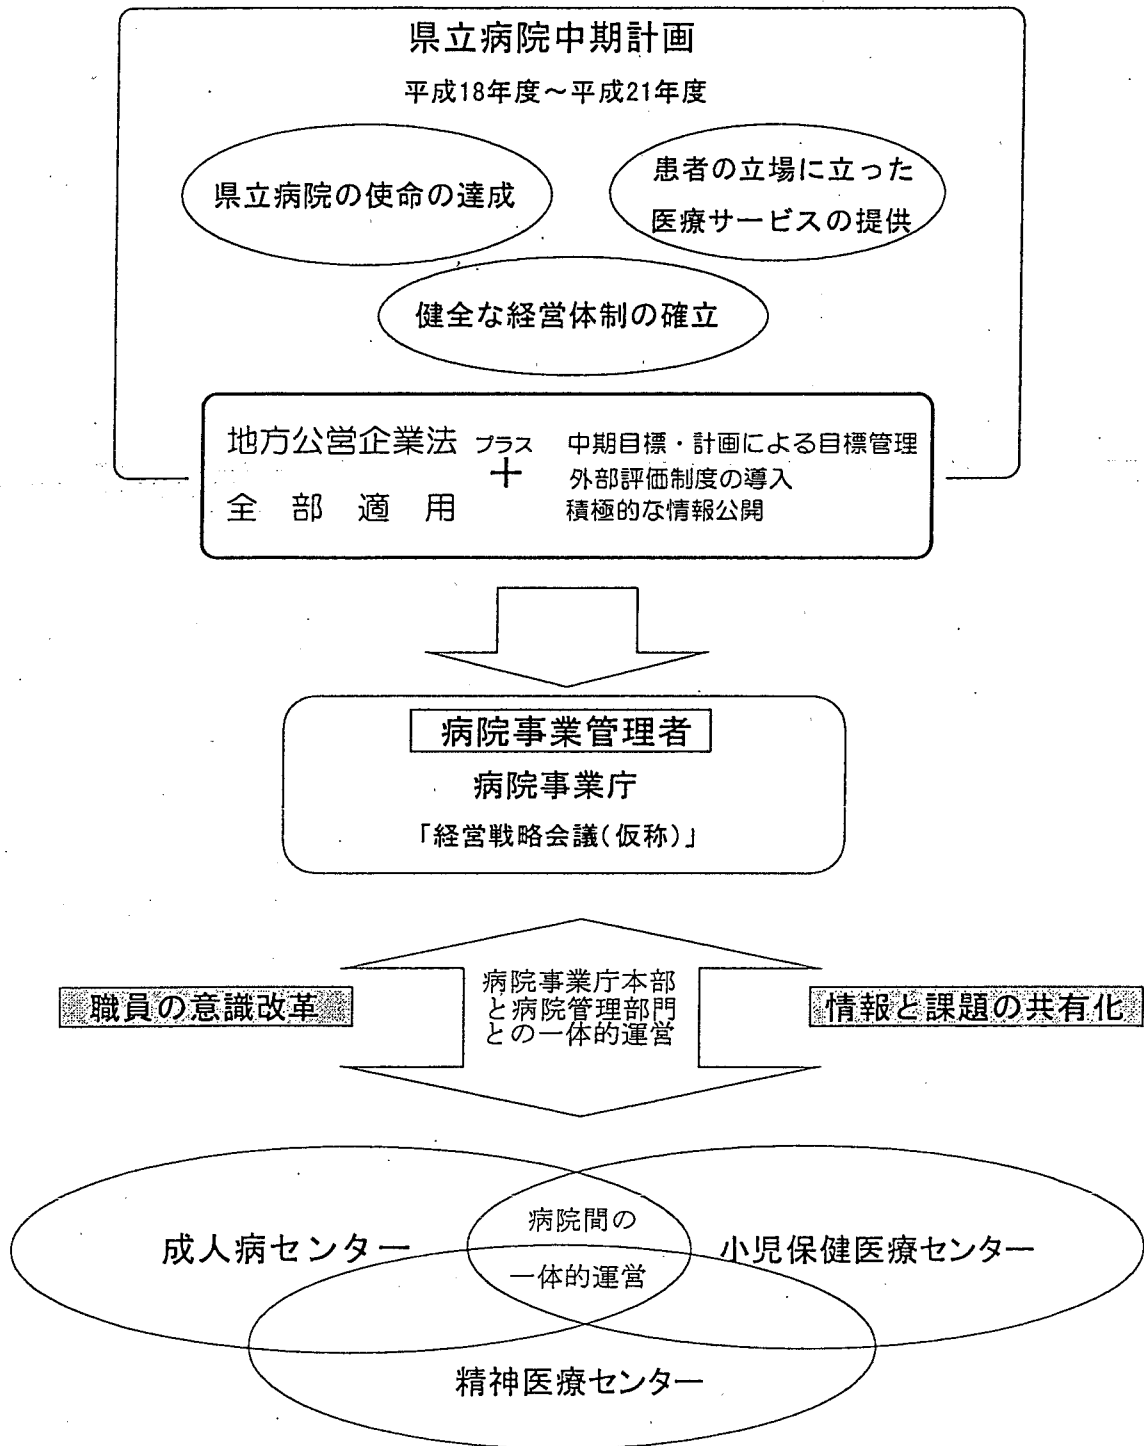 県立病院中期計画
平成18年度～平成21年度
県立病院の使命の達成
患者の立場に立った
医療サービスの提供
健全な経営体制の確立
地方公営企業法
全部適用
プラス
＋
中期目標・計画による目標管理
外部評価制度の導入
積極的な情報公開
病院事業管理者
病院事業庁
「経営戦略会議（仮称）」
職員の意識改革
病院事業庁本部
と病院管理部門
との一体的運営
情報と課題の共有化
病院間の
一体的運営
成人病センター
小児保健医療センター
精神医療センター